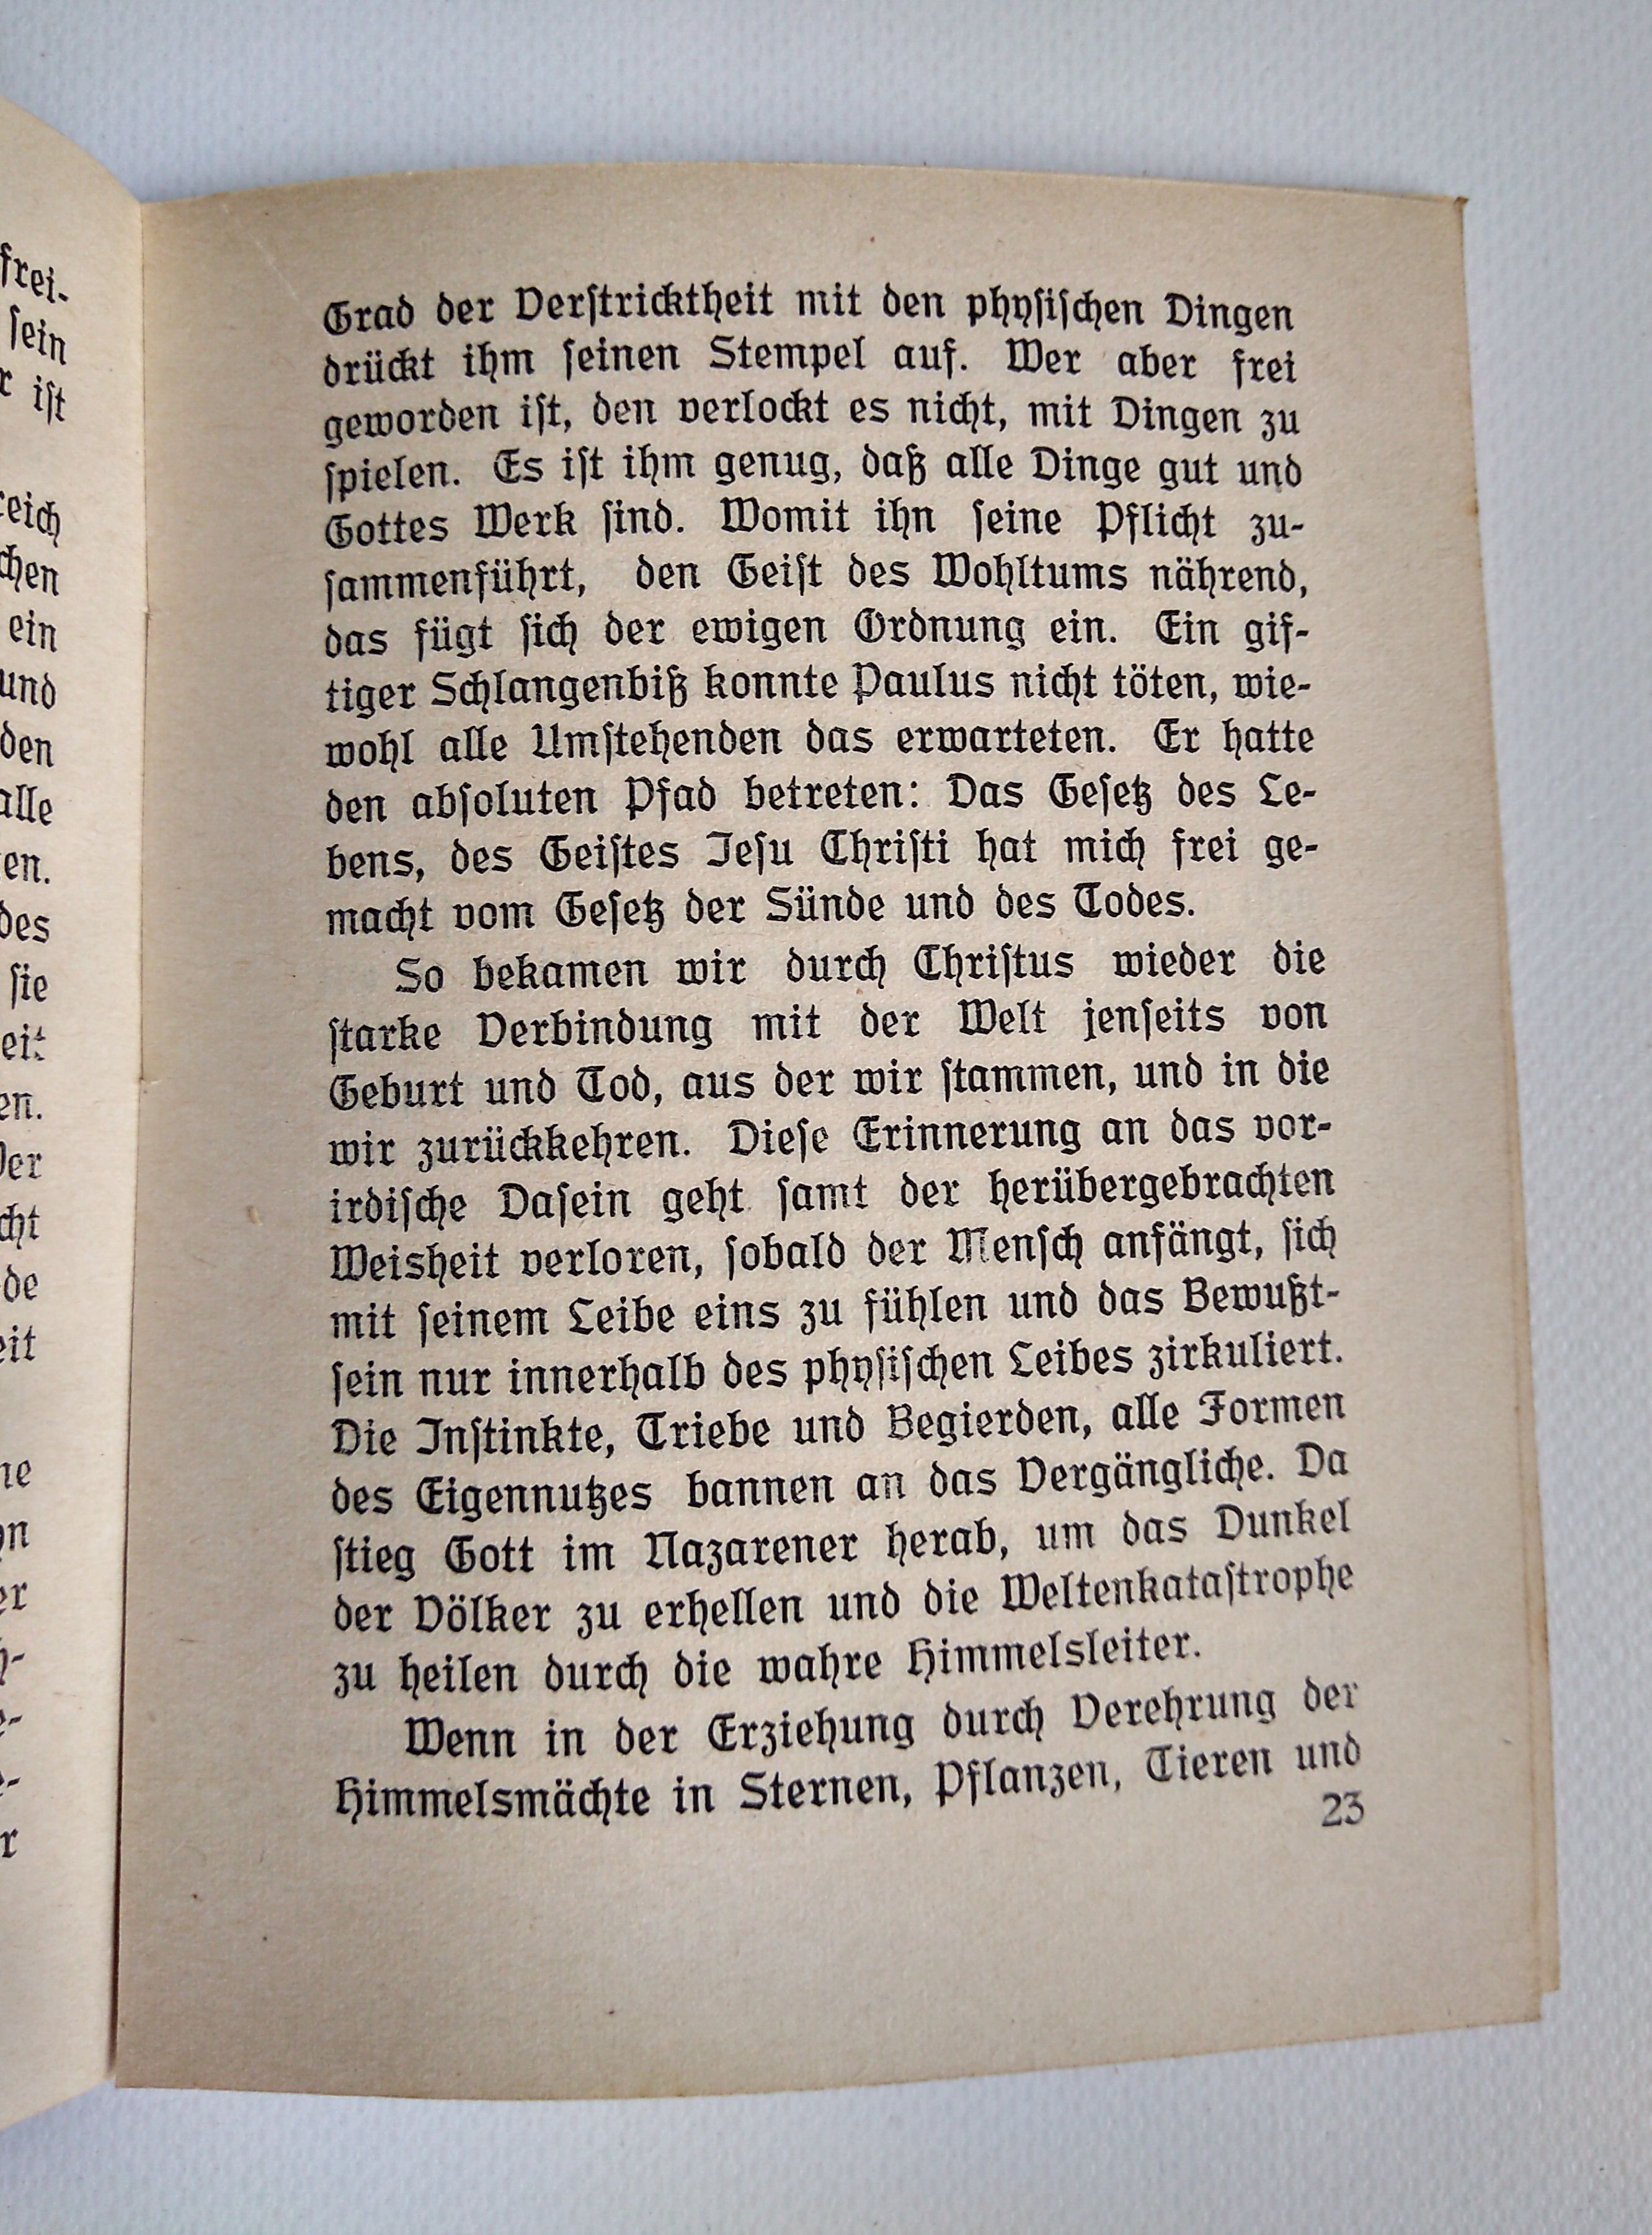 frei-
sein
ist
ein
und
den
alle
des
sie
Grad der Verstricktheit mit den physischen Dingen
drückt ihm seinen Stempel auf. Wer aber frei
geworden ist, den verlockt es nicht, mit Dingen zu
spielen. Es ist ihm genug, daß alle Dinge gut und
Gottes Werk sind. Womit ihn seine Pflicht zu-
sammenführt, den Geist des Wohltums nährend,
das fügt sich der ewigen Ordnung ein. Ein gif-
tiger Schlangenbiß konnte Paulus nicht töten, wie-
wohl alle Umstehenden das erwarteten. Er hatte
den absoluten Pfad betreten: Das Gesetz des Le-
bens, des Geistes Jesu Christi hat mich frei ge-
macht vom Gesetz der Sünde und des Todes.
So bekamen wir durch Christus wieder die
starke Verbindung mit der Welt jenseits von
Geburt und Tod, aus der wir stammen, und in die
wir zurückkehren. Diese Erinnerung an das vor-
irdische Dasein geht samt der herübergebrachten
Weisheit verloren, sobald der Mensch anfängt, sich
mit seinem Leibe eins zu fühlen und das Bewußt-
sein nur innerhalb des physischen Leibes zirkuliert.
Die Instinkte, Triebe und Begierden, alle Formen
des Eigennutzes bannen an das Vergängliche. Da
stieg Gott im Nazarener herab, um das Dunkel
der Völker zu erhellen und die Weltenkatastrophe
zu heilen durch die wahre Himmelsleiter.
Wenn in der Erziehung durch Verehrung der
Himmelsmächte in Sternen, Pflanzen, Tieren und
23